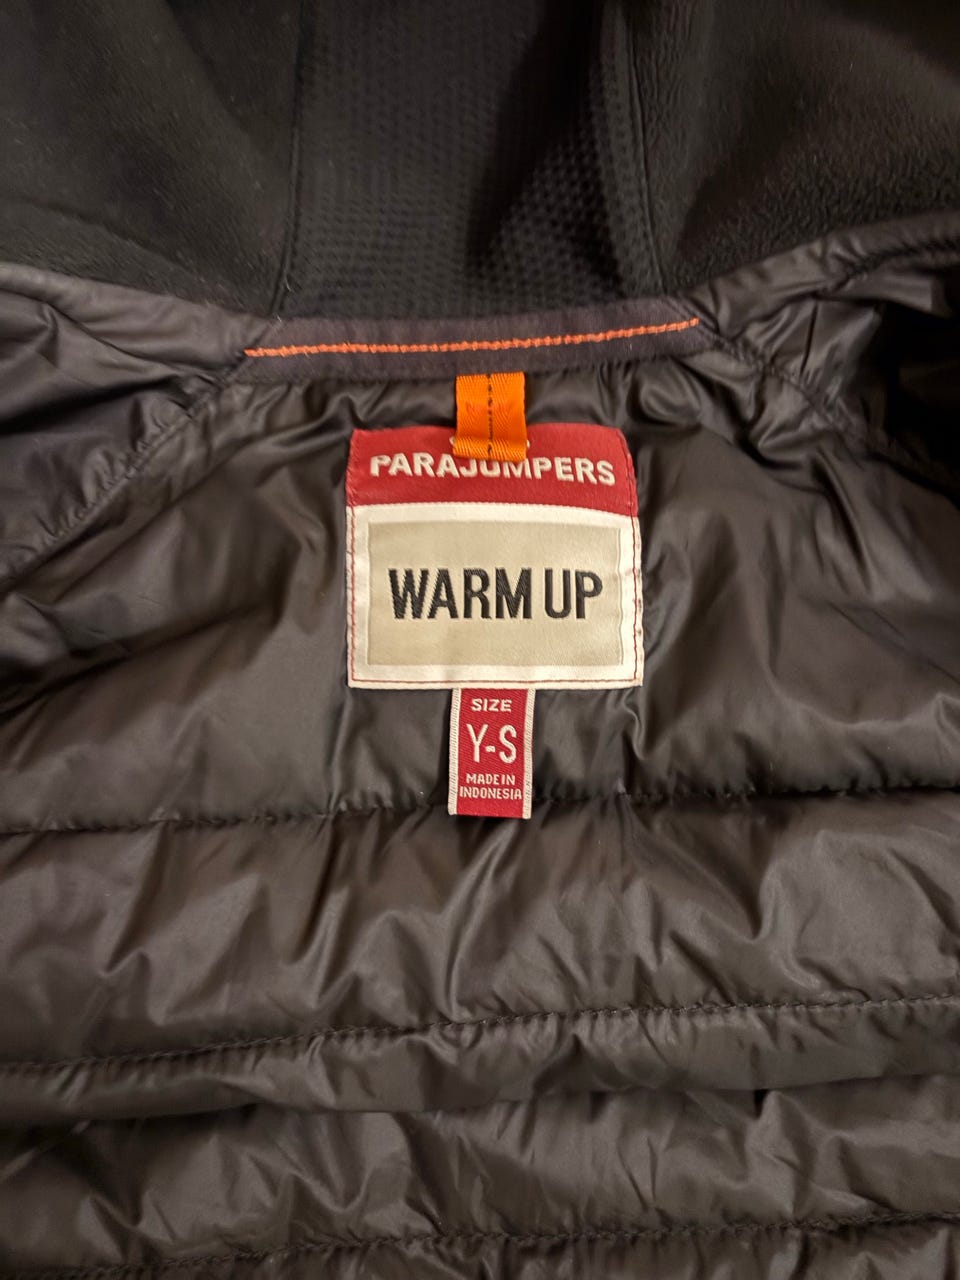 PARAJUMPERS
WARM UP
SIZE
Y-S
MADE IN
INDONESIA